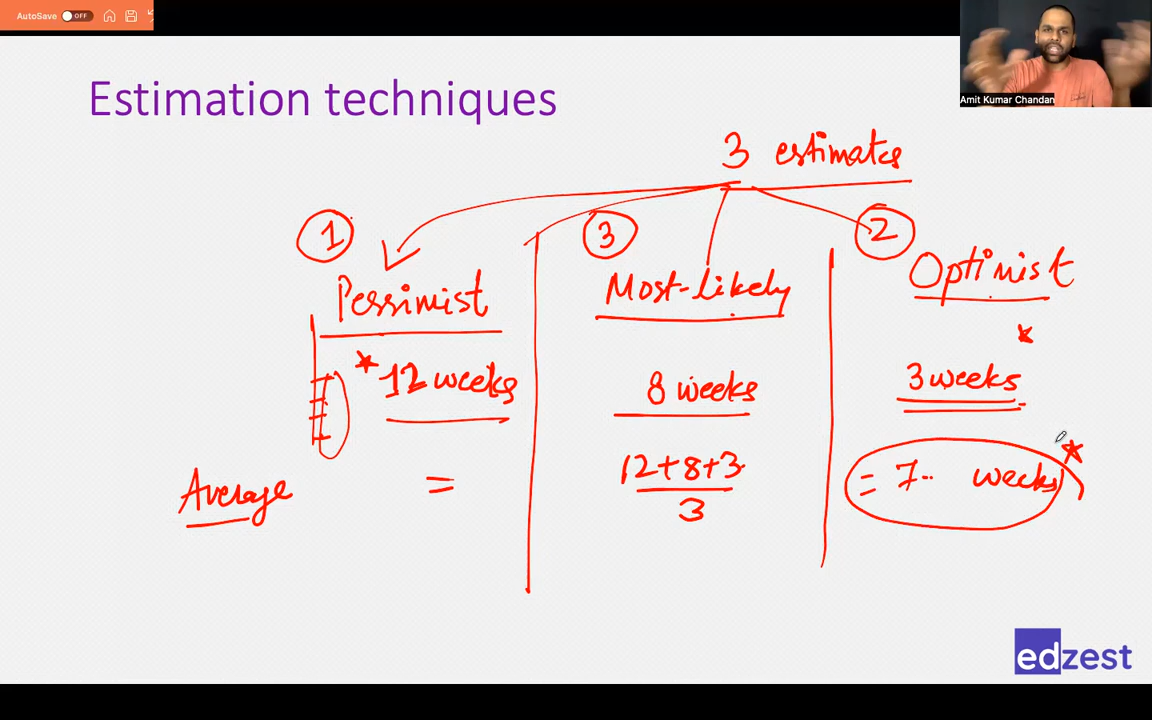 AutoSave OFF
Amit Kumar Chandan
Estimation techniques
3 estimates
1 3 2
Pessimist Most-likely Optimist
12 weeks 8 weeks 3 weeks
Average = 12+8+3 = 7.. weeks
3
edzest